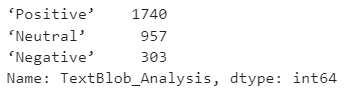 ‘Positive’ 1740
‘Neutral’ 957
‘Negative’ 303
Name: TextBlob_Analysis, dtype: int64